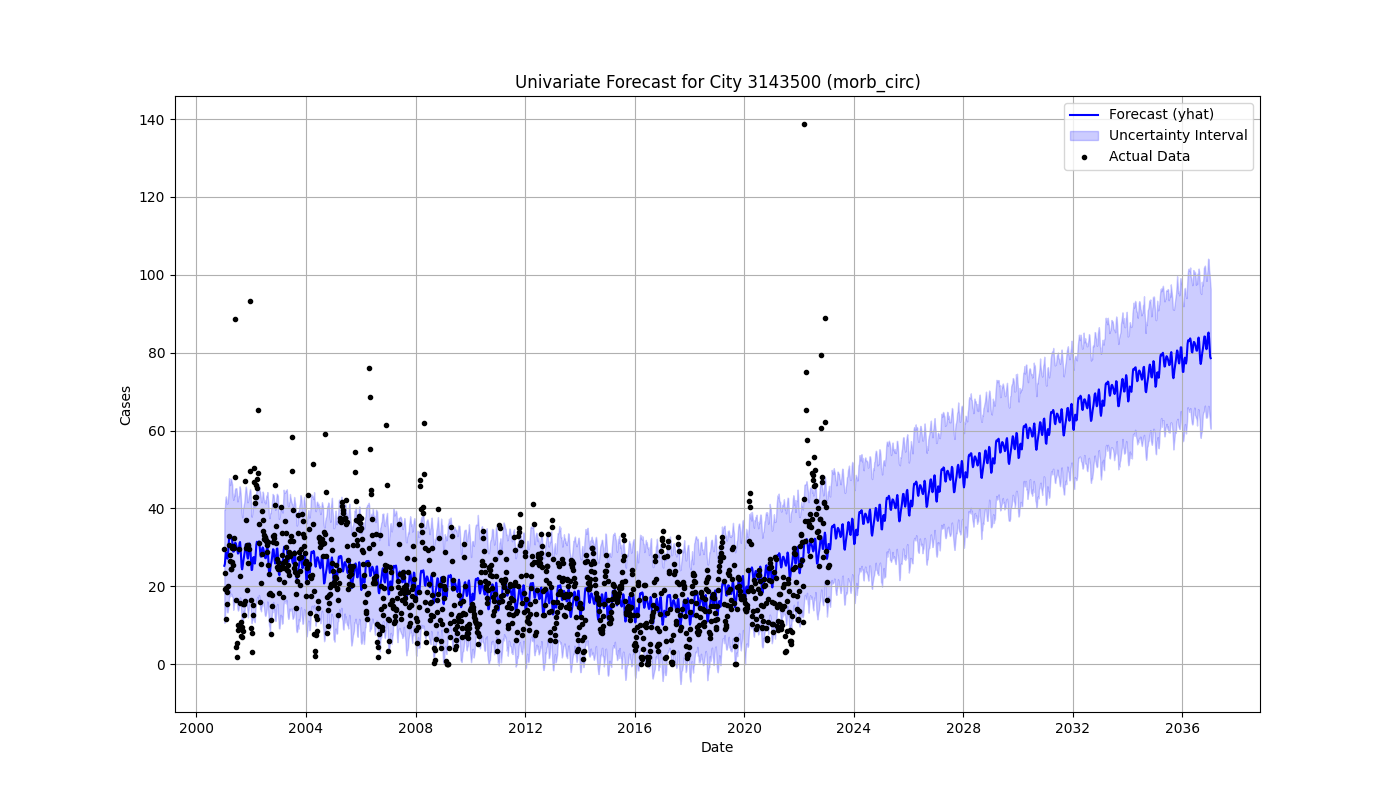 Univariate Forecast for City 3143500 (morb_circ)
Forecast (yhat)
Uncertainty Interval
Actual Data
140
120
100
80
60
40
20
0
Cases
2000 2004 2008 2012 2016 2020 2024 2028 2032 2036
Date